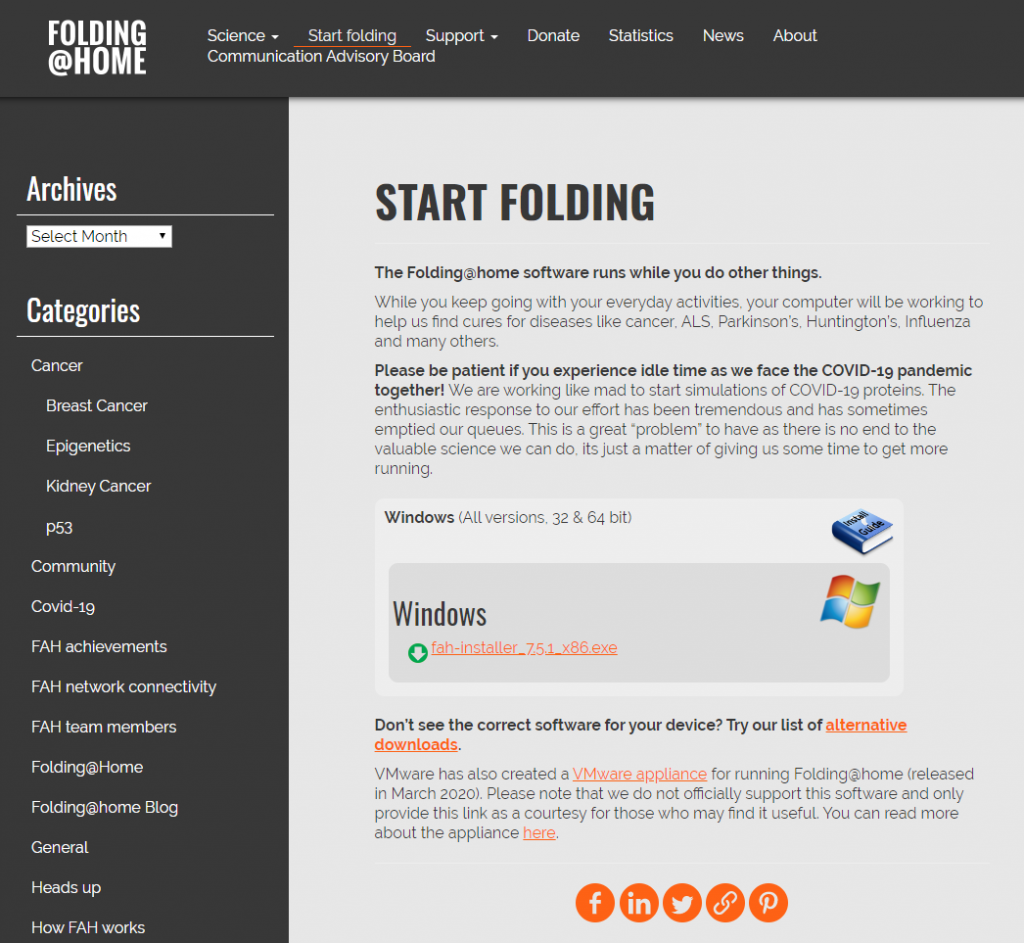 FOLDING
@HOME
Science
Start folding
Support
Donate
Statistics
News
About
Communication Advisory Board
Archives
Select Month
Categories
Cancer
Breast Cancer
Epigenetics
Kidney Cancer
p53
Community
Covid-19
FAH achievements
FAH network connectivity
FAH team members
Folding@Home
Folding@home Blog
General
Heads up
How FAH works
START FOLDING
The Folding@home software runs while you do other things.
While you keep going with your everyday activities, your computer will be working to
help us find cures for diseases like cancer, ALS, Parkinson's, Huntington's, Influenza
and many others.
Please be patient if you experience idle time as we face the COVID-19 pandemic
together! We are working like mad to start simulations of COVID-19 proteins. The
enthusiastic response to our effort has been tremendous and has sometimes
emptied our queues. This is a great “problem” to have as there is no end to the
valuable science we can do, its just a matter of giving us some time to get more
running.
Windows (All versions, 32 & 64 bit)
Install
Guide
Windows
fah-installer_7.5.1_x86.exe
Don't see the correct software for your device? Try our list of alternative
downloads.
VMware has also created a VMware appliance for running Folding@home (released
in March 2020). Please note that we do not officially support this software and only
provide this link as a courtesy for those who may find it useful. You can read more
about the appliance here.